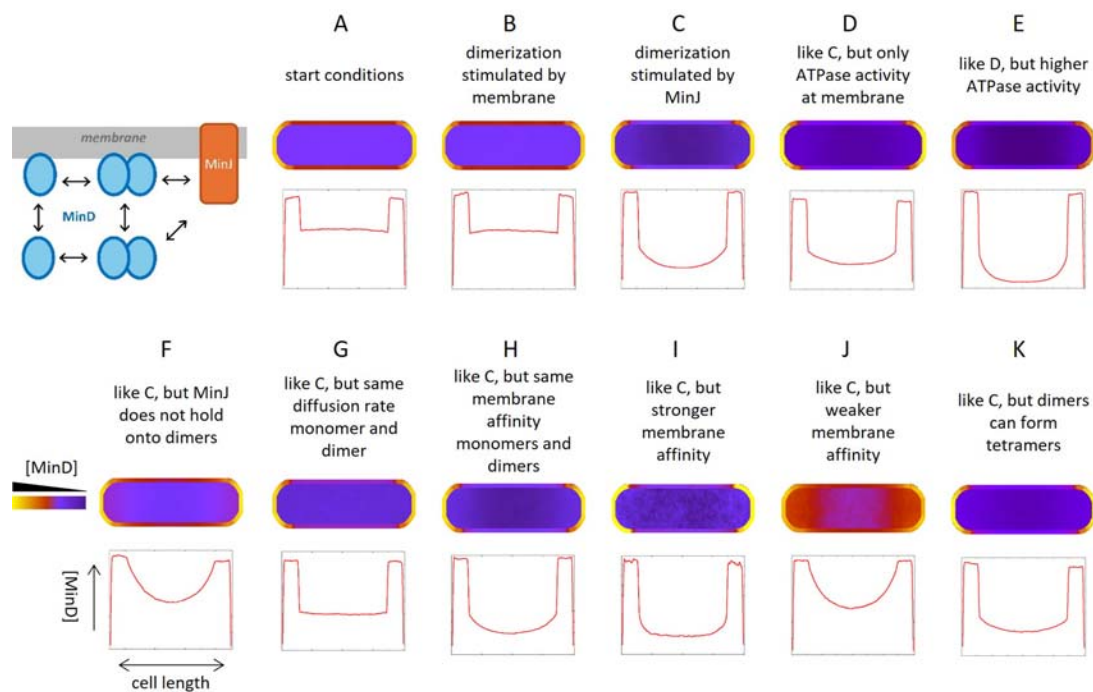 A
start conditions
B
dimerization
stimulated by
membrane
C
dimerization
stimulated by
MinJ
D
like C, but only
ATPase activity
at membrane
E
like D, but higher
ATPase activity
membrane
MinJ
MinD
F
like C, but MinJ
does not hold
onto dimers
G
like C, but same
diffusion rate
monomer and
dimer
H
like C, but same
membrane
affinity
monomers and
dimers
I
like C, but
stronger
membrane
affinity
J
like C, but
weaker
membrane
affinity
K
like C, but dimers
can form
tetramers
[MinD]
[MinD]
cell length